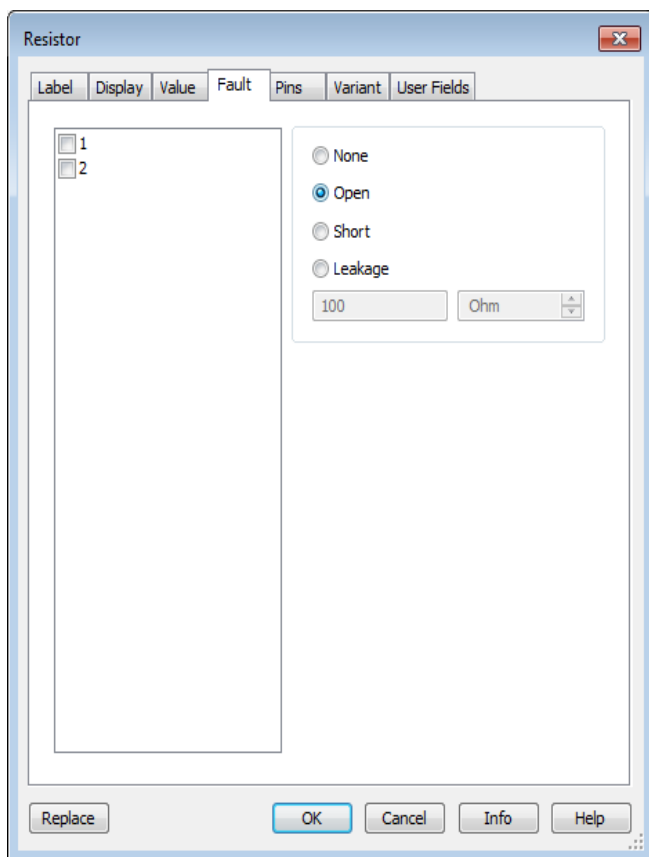 Resistor
Label Display Value Fault Pins Variant User Fields
1
2
None
Open
Short
Leakage
100 Ohm
Replace OK Cancel Info Help